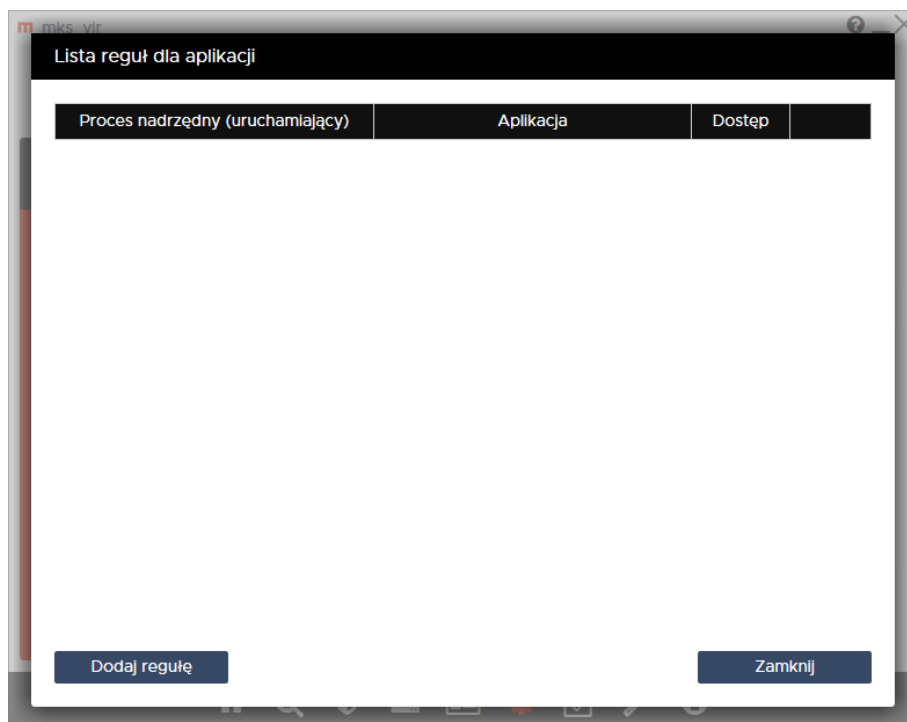 m mks_vir
Lista reguł dla aplikacji
Proces nadrzędny (uruchamiający) Aplikacja Dostęp
Dodaj regułę Zamknij